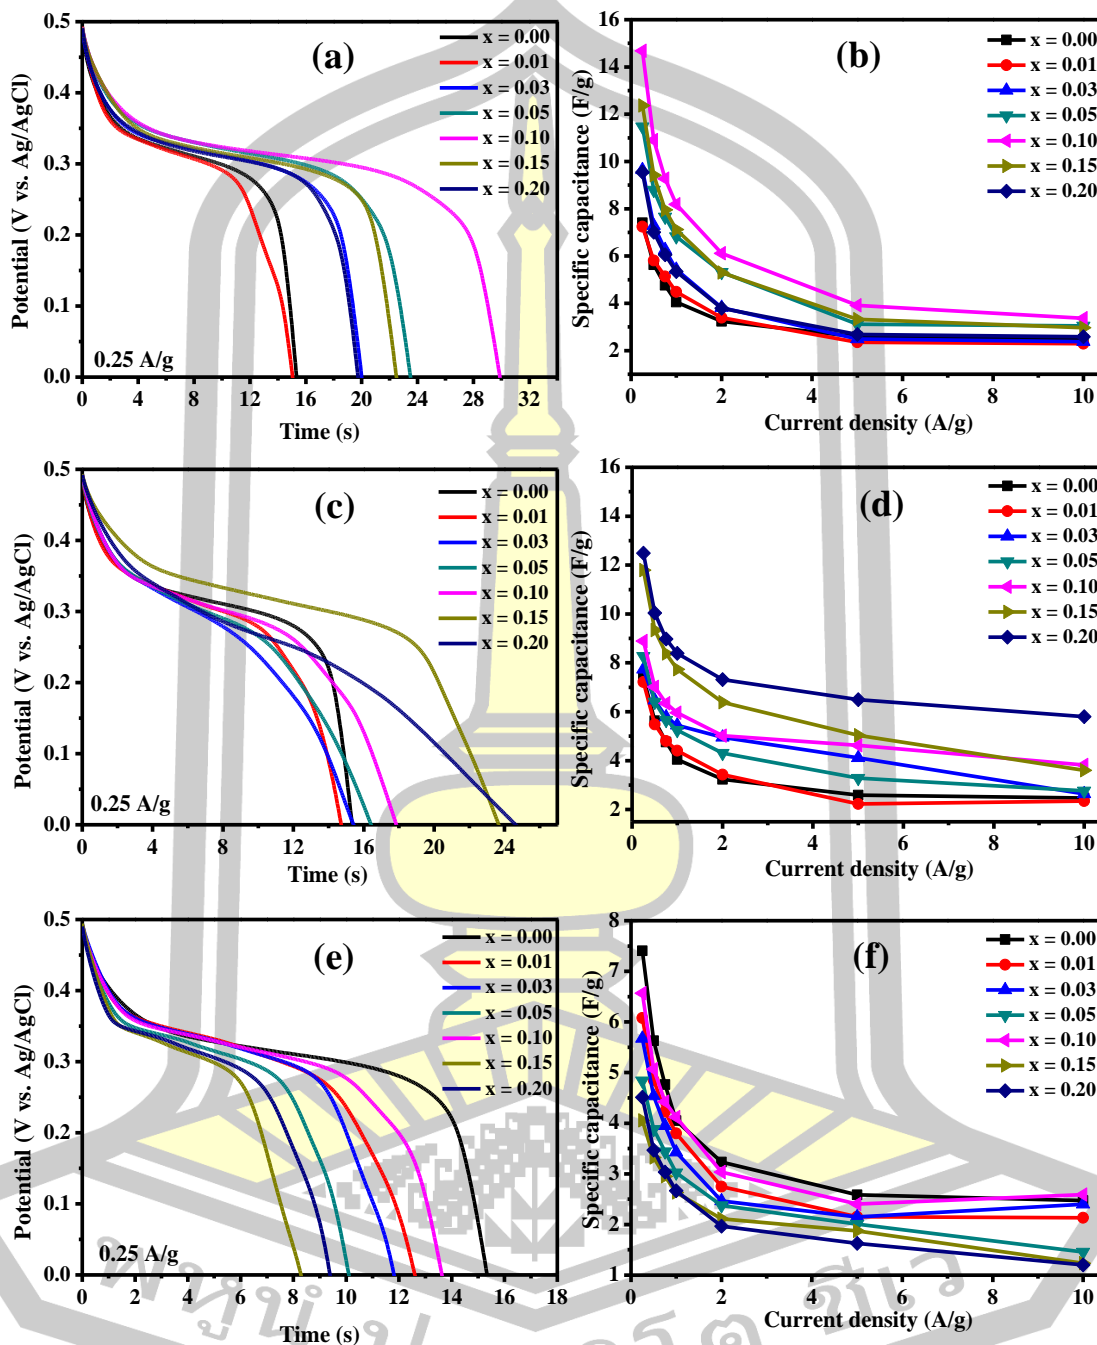 (a)
Potential (V vs. Ag/AgCl)
0.5
0.4
0.3
0.2
0.1
0.0
x = 0.00
x = 0.01
x = 0.03
x = 0.05
x = 0.10
x = 0.15
x = 0.20
0.25 A/g
0 4 8 12 16 20 24 28 32
Time (s)
(b)
Specific capacitance (F/g)
16
14
12
10
8
6
4
2
x = 0.00
x = 0.01
x = 0.03
x = 0.05
x = 0.10
x = 0.15
x = 0.20
0 2 4 6 8 10
Current density (A/g)
(c)
Potential (V vs. Ag/AgCl)
0.5
0.4
0.3
0.2
0.1
0.0
x = 0.00
x = 0.01
x = 0.03
x = 0.05
x = 0.10
x = 0.15
x = 0.20
0.25 A/g
0 4 8 12 16 20 24
Time (s)
(d)
Specific capacitance (F/g)
16
14
12
10
8
6
4
2
x = 0.00
x = 0.01
x = 0.03
x = 0.05
x = 0.10
x = 0.15
x = 0.20
0 2 4 6 8 10
Current density (A/g)
(e)
Potential (V vs. Ag/AgCl)
0.5
0.4
0.3
0.2
0.1
0.0
x = 0.00
x = 0.01
x = 0.03
x = 0.05
x = 0.10
x = 0.15
x = 0.20
0.25 A/g
0 2 4 6 8 10 12 14 16 18
Time (s)
(f)
Specific capacitance (F/g)
8
7
6
5
4
3
2
1
x = 0.00
x = 0.01
x = 0.03
x = 0.05
x = 0.10
x = 0.15
x = 0.20
0 2 4 6 8 10
Current density (A/g)
ชีเว